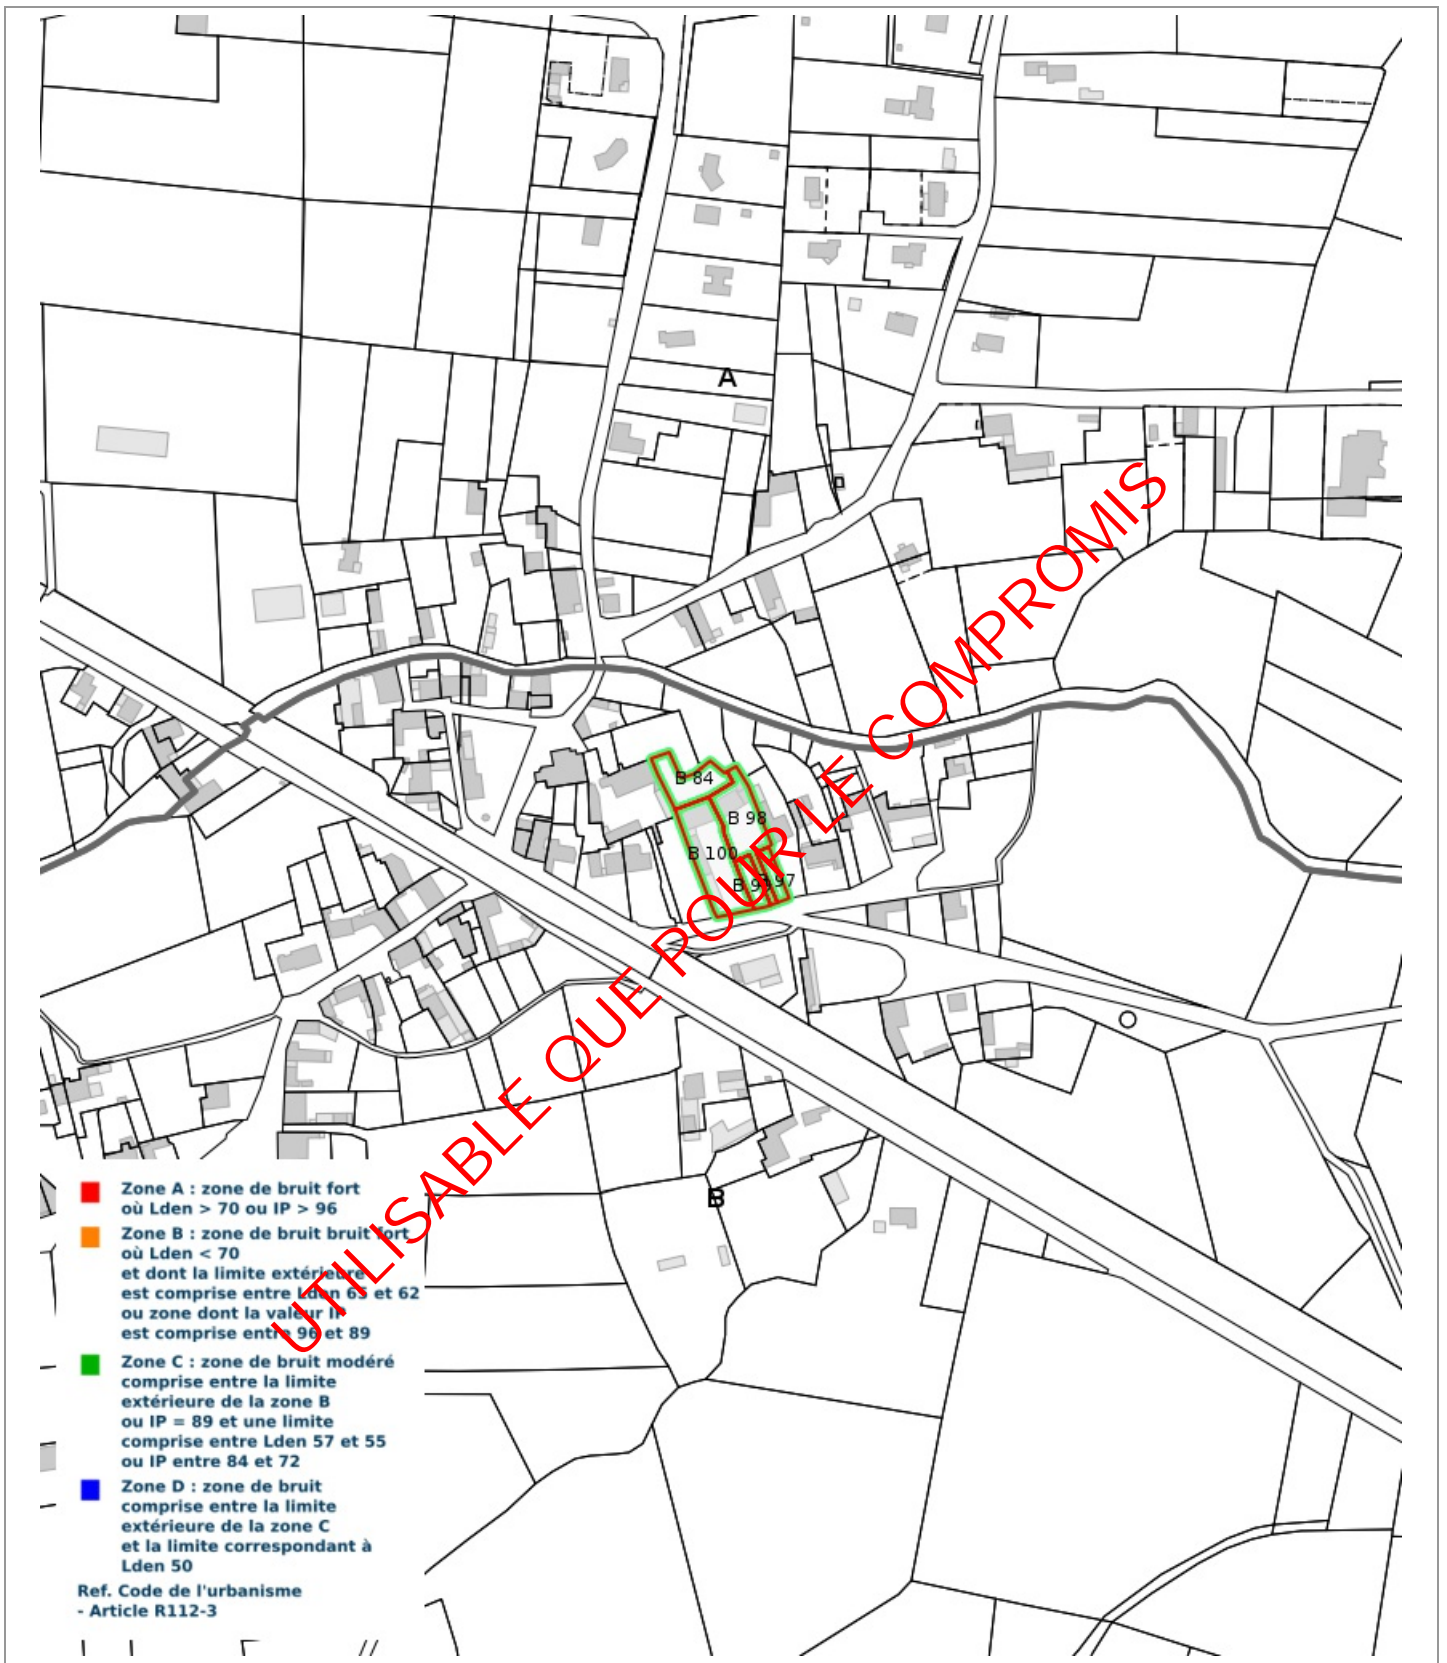 A
B 84
B 98
B 100
B 9
97
UTILISABLE QUE POUR LE COMPROMIS
B
Zone A : zone de bruit fort
où Lden > 70 ou IP > 96
Zone B : zone de bruit bruit fort
où Lden < 70
et dont la limite extérieure
est comprise entre Lden 65 et 62
ou zone dont la valeur IP
est comprise entre 96 et 89
Zone C : zone de bruit modéré
comprise entre la limite
extérieure de la zone B
ou IP = 89 et une limite
comprise entre Lden 57 et 55
ou IP entre 84 et 72
Zone D : zone de bruit
comprise entre la limite
extérieure de la zone C
et la limite correspondant à
Lden 50
Ref. Code de l'urbanisme
- Article R112-3